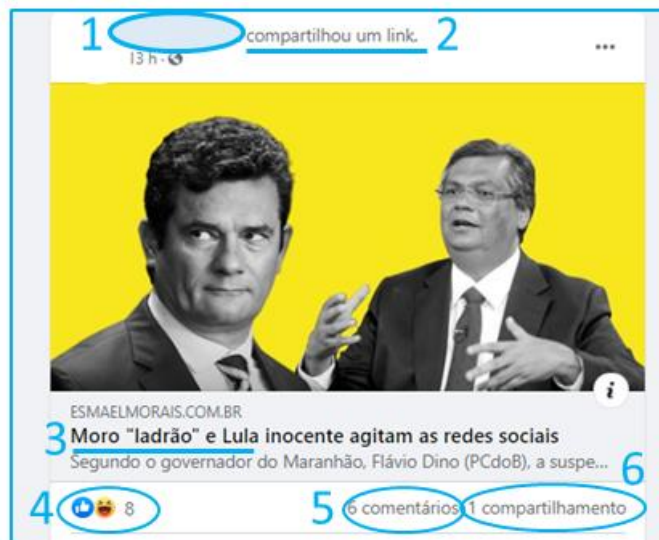 1 compartilhou um link. 2
13 h
ESMAELMORAIS.COM.BR
3 Moro "ladrão" e Lula inocente agitam as redes sociais
Segundo o governador do Maranhão, Flávio Dino (PCdoB), a suspe... 6
4 8 5 6 comentários 1 compartilhamento